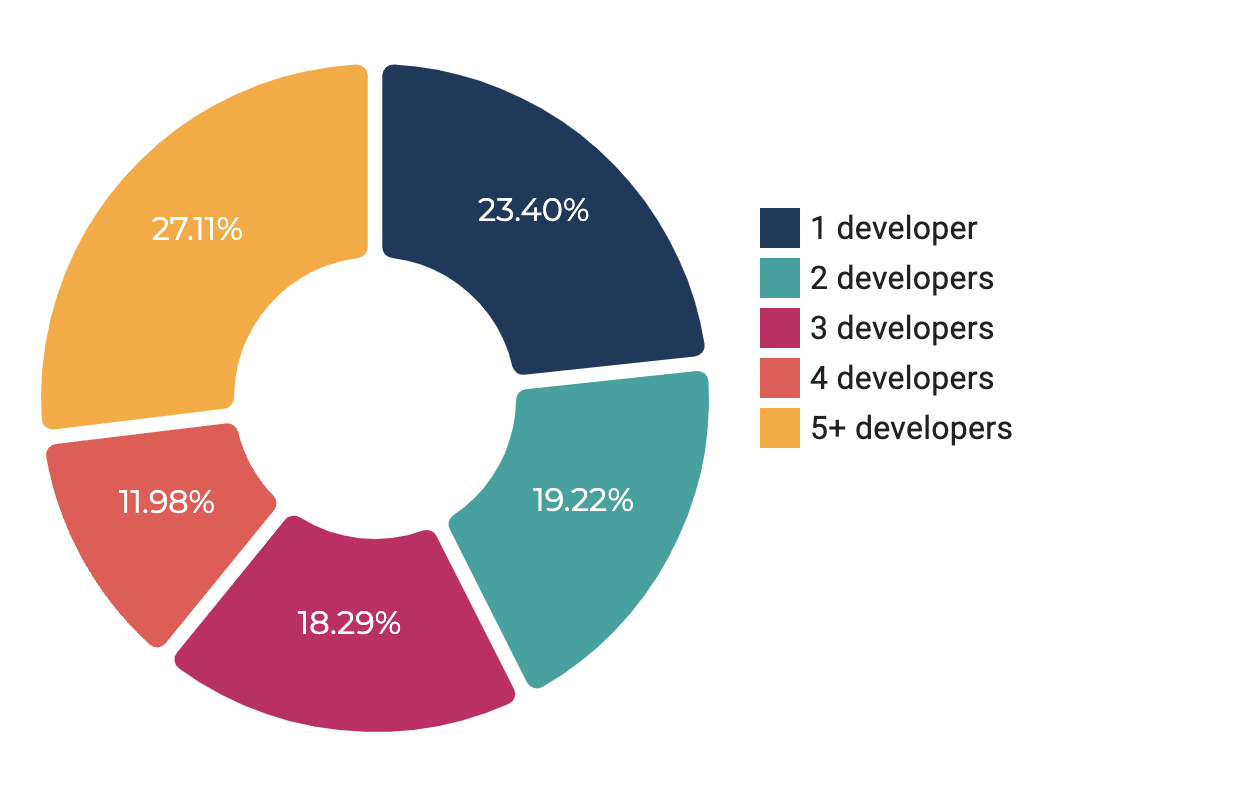 27.11%
23.40%
19.22%
18.29%
11.98%
1 developer
2 developers
3 developers
4 developers
5+ developers